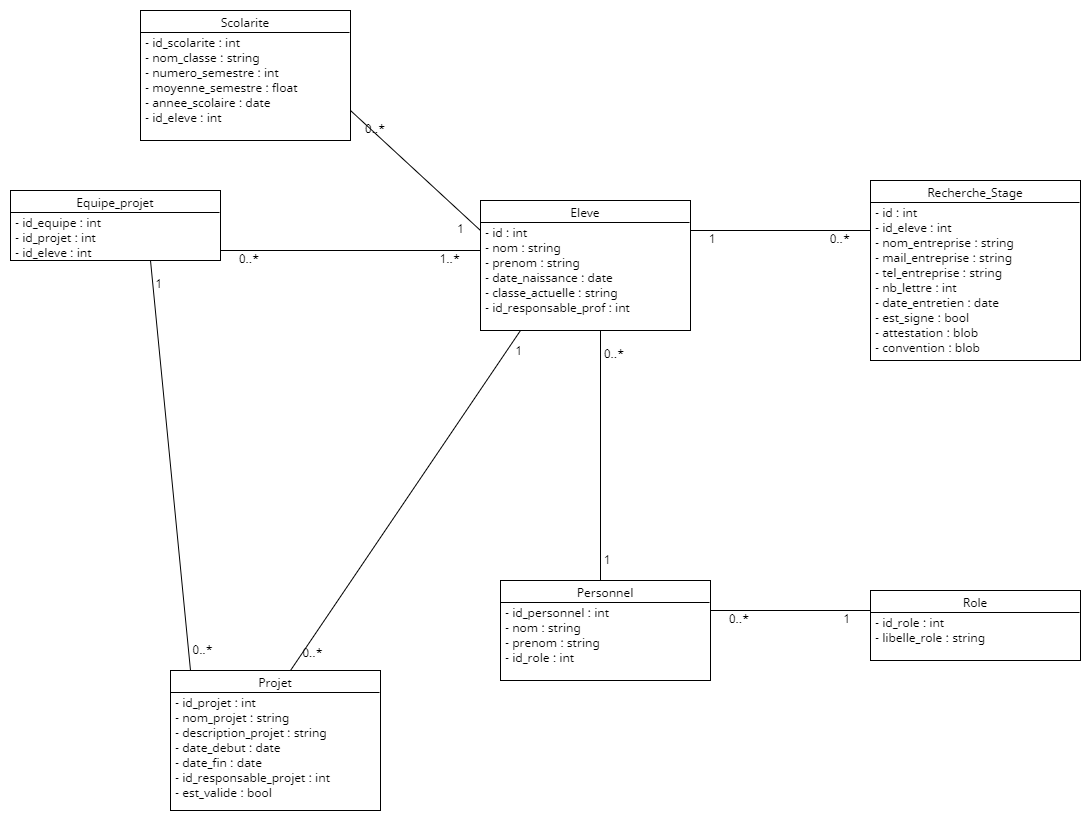 Scolarite
- id_scolarite : int
- nom_classe : string
- numero_semestre : int
- moyenne_semestre : float
- annee_scolaire : date
- id_eleve : int
0..*
1
Equipe_projet
- id_equipe : int
- id_projet : int
- id_eleve : int
0..*
1..*
1
Eleve
- id : int
- nom : string
- prenom : string
- date_naissance : date
- classe_actuelle : string
- id_responsable_prof : int
1
0..*
Recherche_Stage
- id : int
- id_eleve : int
- nom_entreprise : string
- mail_entreprise : string
- tel_entreprise : string
- nb_lettre : int
- date_entretien : date
- est_signe : bool
- attestation : blob
- convention : blob
1
0..*
1
Personnel
- id_personnel : int
- nom : string
- prenom : string
- id_role : int
0..*
1
Role
- id_role : int
- libelle_role : string
0..*
0..*
Projet
- id_projet : int
- nom_projet : string
- description_projet : string
- date_debut : date
- date_fin : date
- id_responsable_projet : int
- est_valide : bool